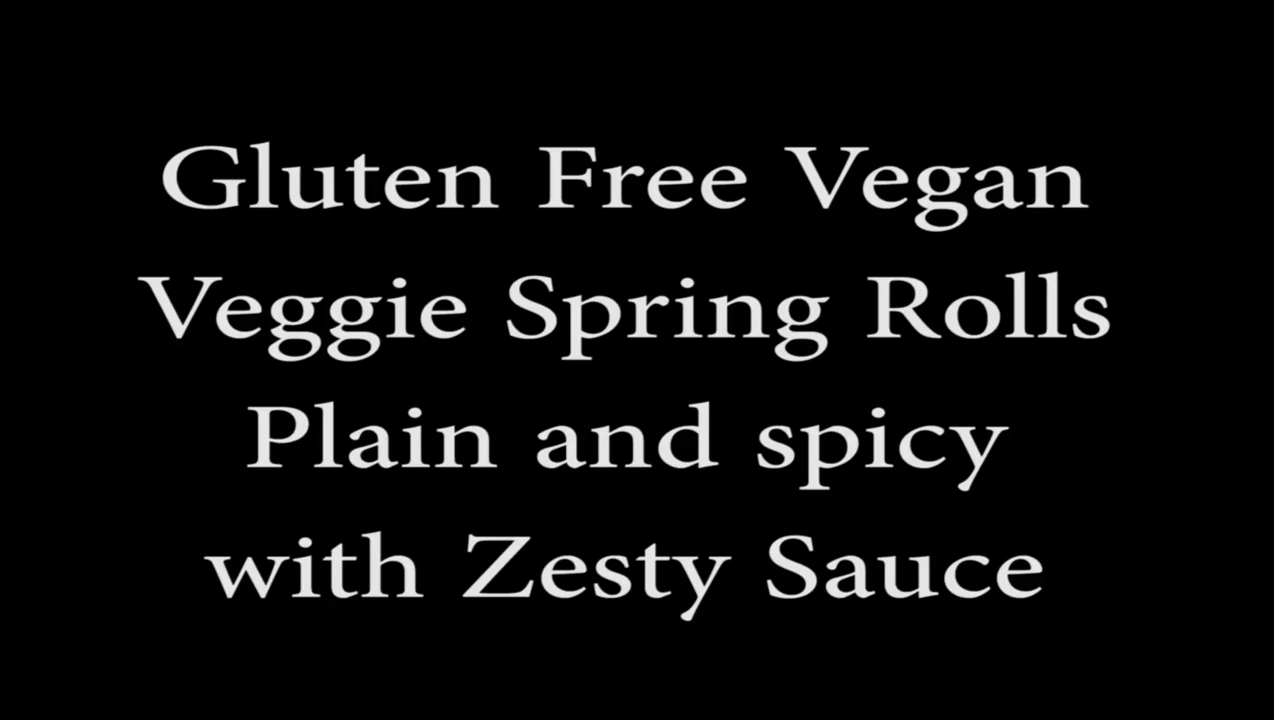 Gluten Free Vegan
Veggie Spring Rolls
Plain and spicy
with Zesty Sauce